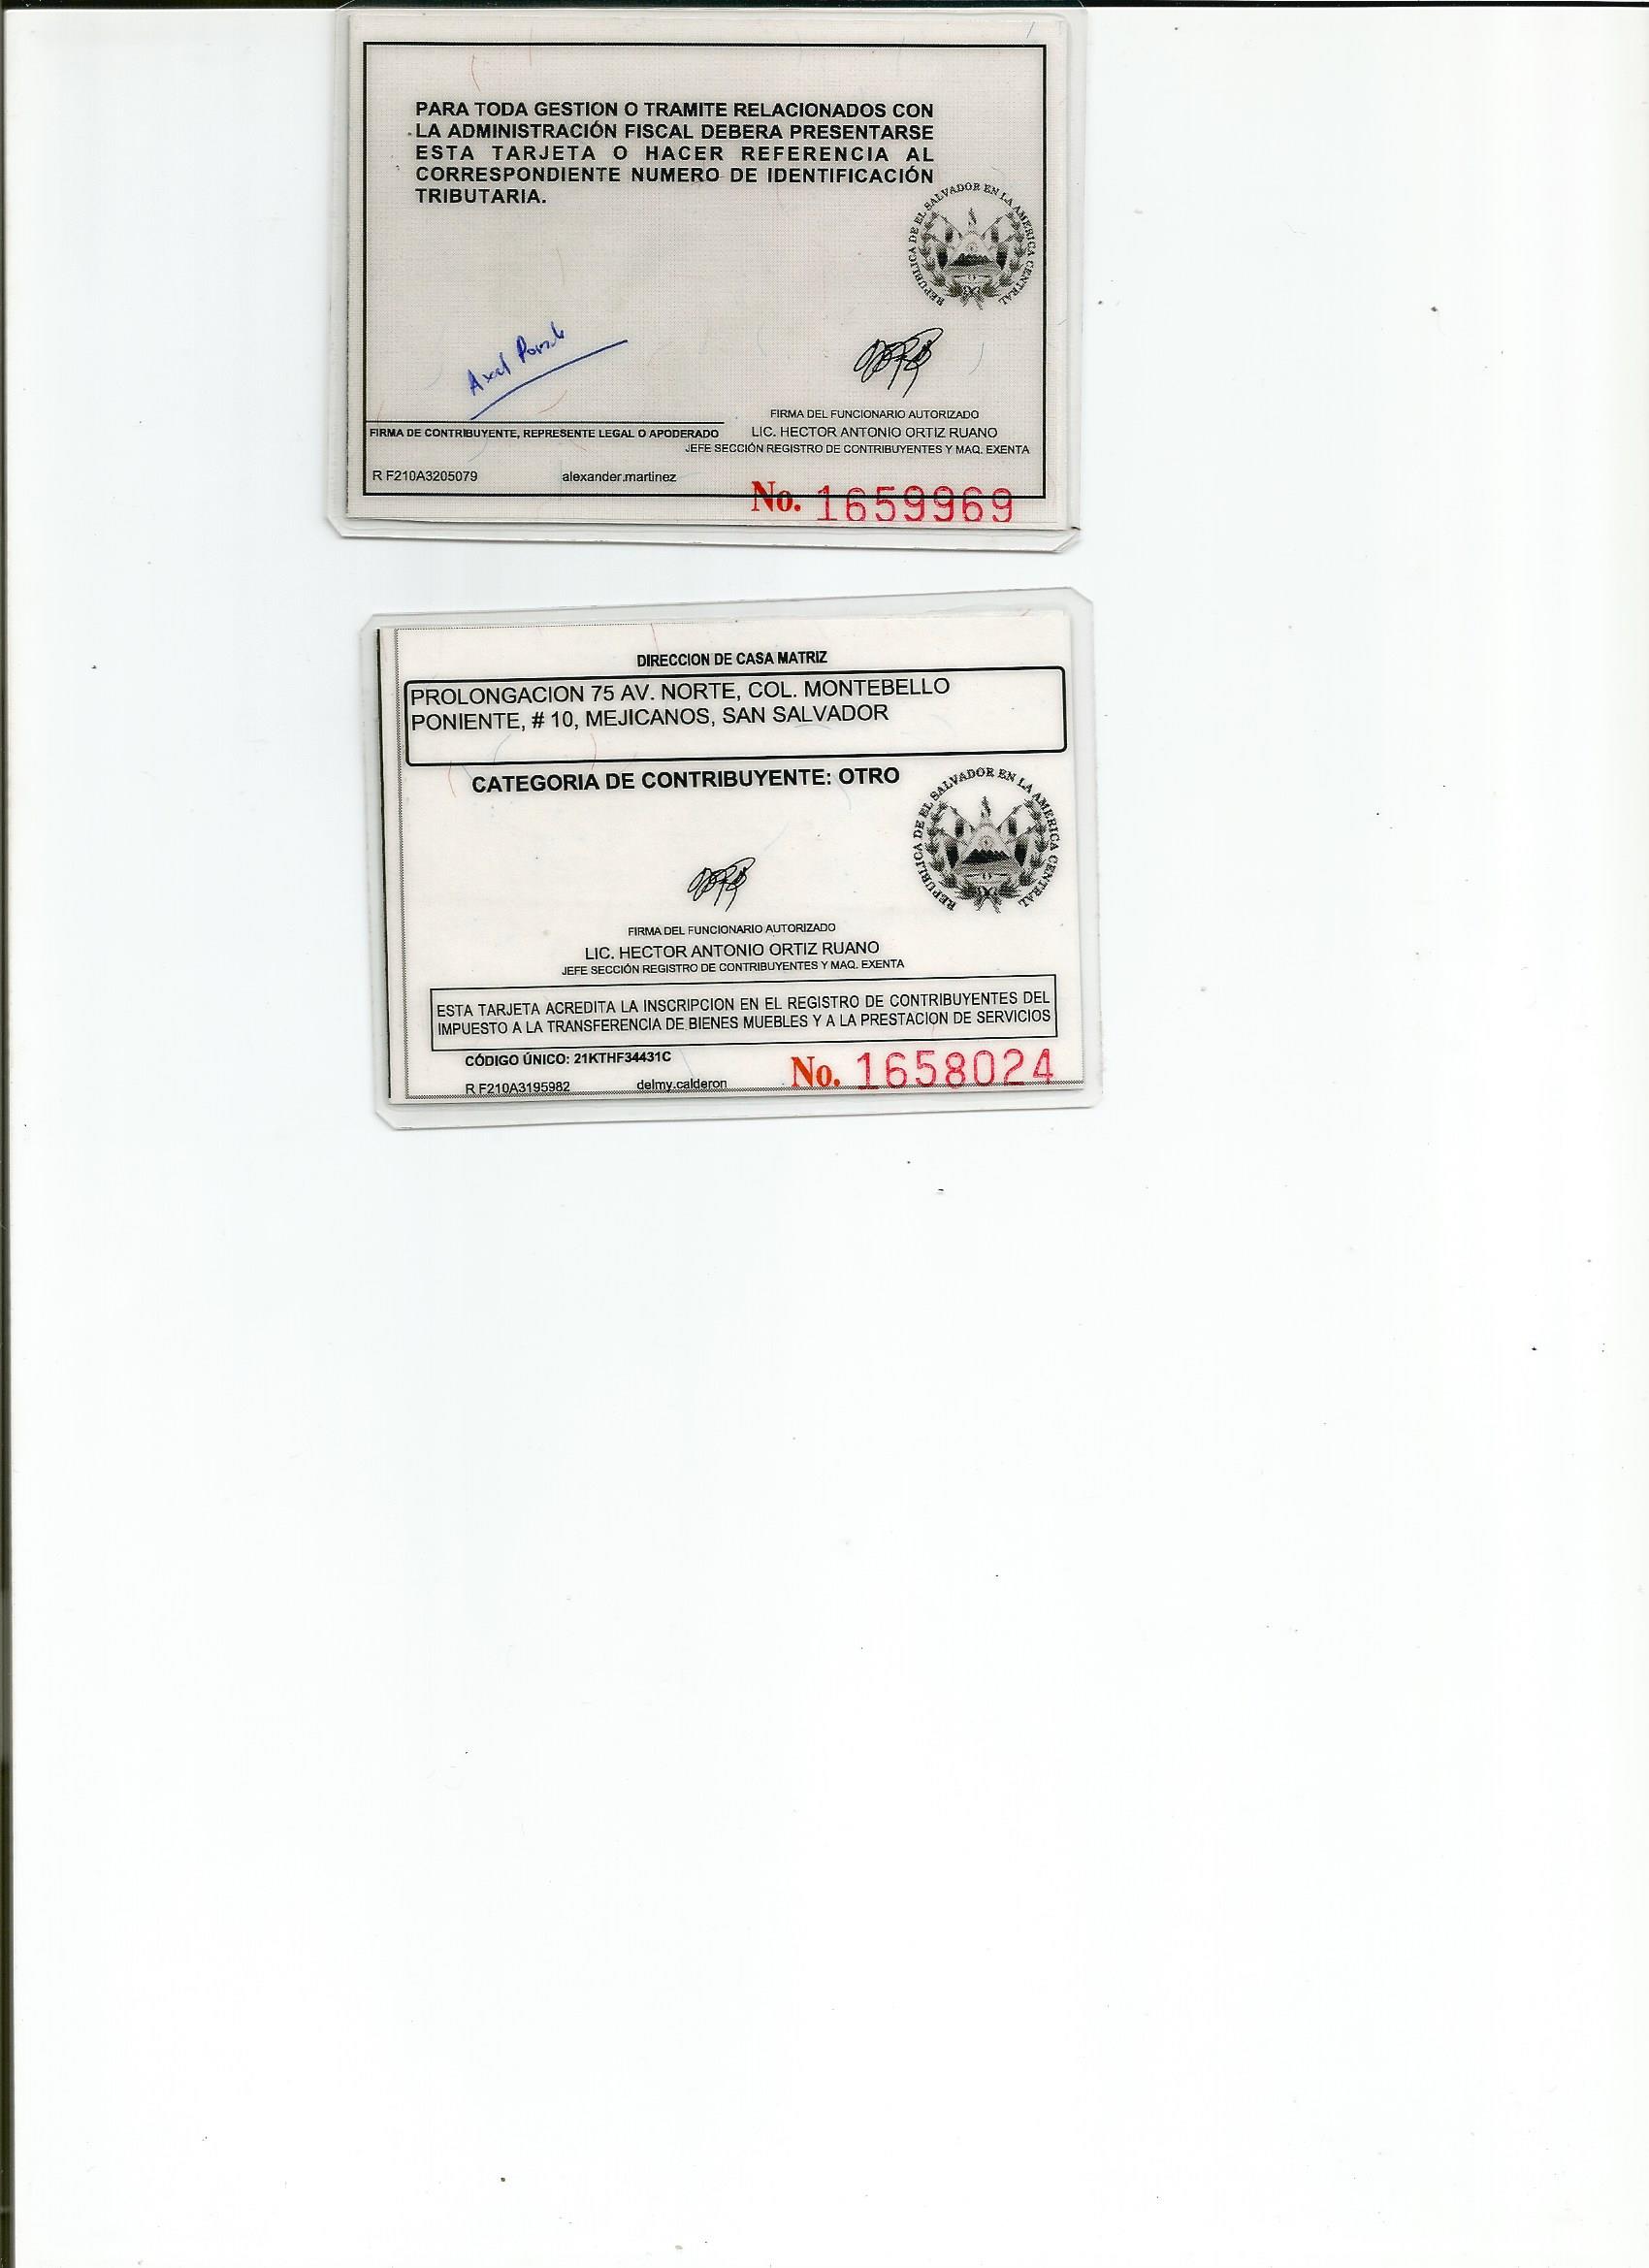 PARA TODA GESTION O TRAMITE RELACIONADOS CON
LA ADMINISTRACIÓN FISCAL DEBERA PRESENTARSE
ESTA TARJETA O HACER REFERENCIA AL
CORRESPONDIENTE NUMERO DE IDENTIFICACIÓN
TRIBUTARIA.
REPUBLICA DE EL SALVADOR EN LA AMERICA CENTRAL
Axel
FIRMA DEL FUNCIONARIO AUTORIZADO
FIRMA DE CONTRIBUYENTE, REPRESENTE LEGAL O APODERADO
LIC. HECTOR ANTONIO ORTIZ RUANO
JEFE SECCIÓN REGISTRO DE CONTRIBUYENTES Y MAQ. EXENTA
R F210A3205079 alexander.martinez
No. 1659969
DIRECCION DE CASA MATRIZ
PROLONGACION 75 AV. NORTE, COL. MONTEBELLO
PONIENTE, # 10, MEJICANOS, SAN SALVADOR
CATEGORIA DE CONTRIBUYENTE: OTRO
REPUBLICA DE EL SALVADOR EN LA AMERICA CENTRAL
FIRMA DEL FUNCIONARIO AUTORIZADO
LIC. HECTOR ANTONIO ORTIZ RUANO
JEFE SECCIÓN REGISTRO DE CONTRIBUYENTES Y MAQ. EXENTA
ESTA TARJETA ACREDITA LA INSCRIPCION EN EL REGISTRO DE CONTRIBUYENTES DEL
IMPUESTO A LA TRANSFERENCIA DE BIENES MUEBLES Y A LA PRESTACION DE SERVICIOS
CÓDIGO ÚNICO: 21KTHF34431C
R F210A3195982 delmy.calderon No. 1658024